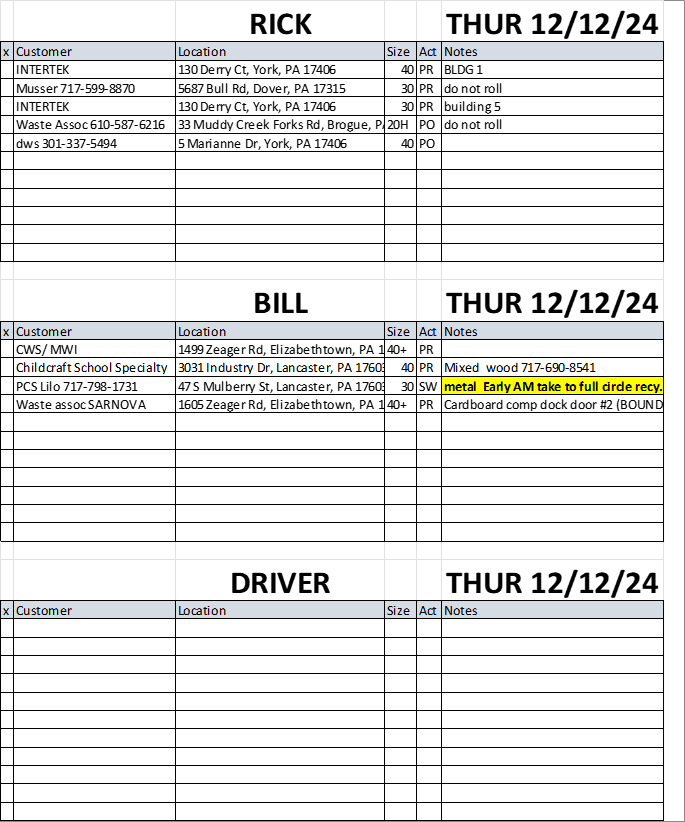 RICK THUR 12/12/24
x Customer Location Size Act Notes
INTERTEK 130 Derry Ct, York, PA 17406 40 PR BLDG 1
Musser 717-599-8870 5687 Bull Rd, Dover, PA 17315 30 PR do not roll
INTERTEK 130 Derry Ct, York, PA 17406 30 PR building 5
Waste Assoc 610-587-6216 33 Muddy Creek Forks Rd, Brogue, PA 20H PO do not roll
dws 301-337-5494 5 Marianne Dr, York, PA 17406 40 PO
BILL THUR 12/12/24
x Customer Location Size Act Notes
CWS/ MWI 1499 Zeager Rd, Elizabethtown, PA 1 40+ PR
Childcraft School Specialty 3031 Industry Dr, Lancaster, PA 17603 40 PR Mixed wood 717-690-8541
PCS Lilo 717-798-1731 47 S Mulberry St, Lancaster, PA 17603 30 SW metal Early AM take to full circle recy.
Waste assoc SARNOVA 1605 Zeager Rd, Elizabethtown, PA 1 40+ PR Cardboard comp dock door #2 (BOUND
DRIVER THUR 12/12/24
x Customer Location Size Act Notes